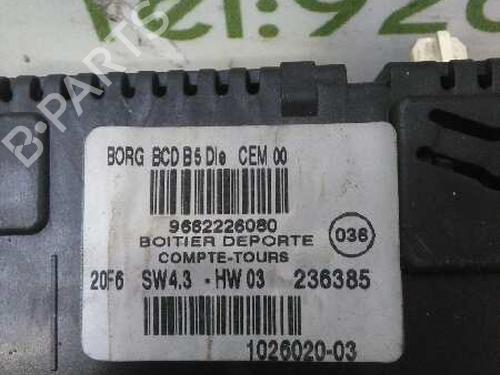 BORG BCD B5 Die CEM 00
9662226080
BOITIER DEPORTE
036
COMPTE-TOURS
20F6 SW4.3 - HW 03 236385
1026020-03
B-PARTS